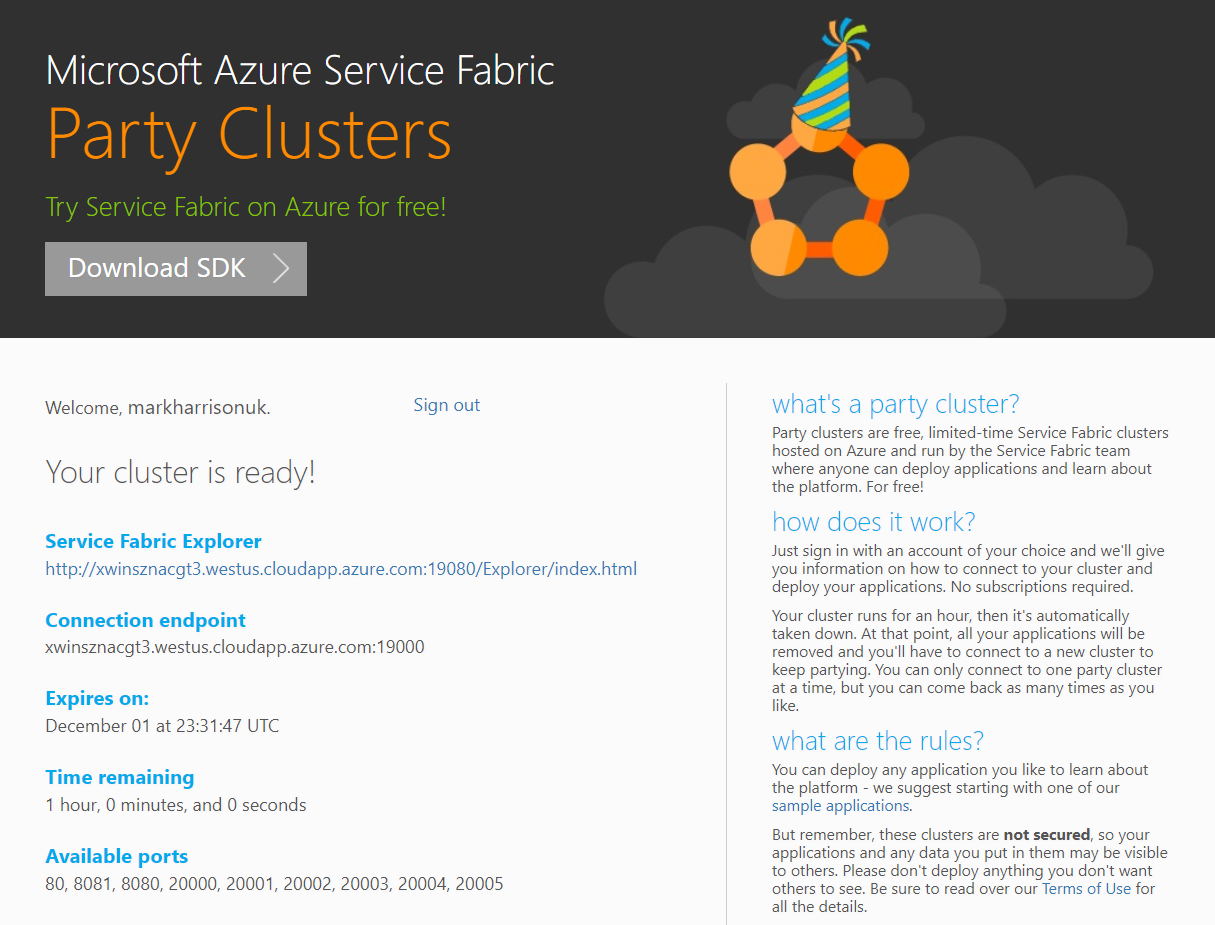 Microsoft Azure Service Fabric
Party Clusters
Try Service Fabric on Azure for free!
Download SDK
Welcome, markharrisonuk.
Sign out
Your cluster is ready!
Service Fabric Explorer
http://xwinsznacgt3.westus.cloudapp.azure.com:19080/Explorer/index.html
Connection endpoint
xwinsznacgt3.westus.cloudapp.azure.com:19000
Expires on:
December 01 at 23:31:47 UTC
Time remaining
1 hour, 0 minutes, and 0 seconds
Available ports
80, 8081, 8080, 20000, 20001, 20002, 20003, 20004, 20005
what's a party cluster?
Party clusters are free, limited-time Service Fabric clusters
hosted on Azure and run by the Service Fabric team
where anyone can deploy applications and learn about
the platform. For free!
how does it work?
Just sign in with an account of your choice and we'll give
you information on how to connect to your cluster and
deploy your applications. No subscriptions required.
Your cluster runs for an hour, then it's automatically
taken down. At that point, all your applications will be
removed and you'll have to connect to a new cluster to
keep partying. You can only connect to one party cluster
at a time, but you can come back as many times as you
like.
what are the rules?
You can deploy any application you like to learn about
the platform - we suggest starting with one of our
sample applications.
But remember, these clusters are not secured, so your
applications and any data you put in them may be visible
to others. Please don't deploy anything you don't want
others to see. Be sure to read over our Terms of Use for
all the details.